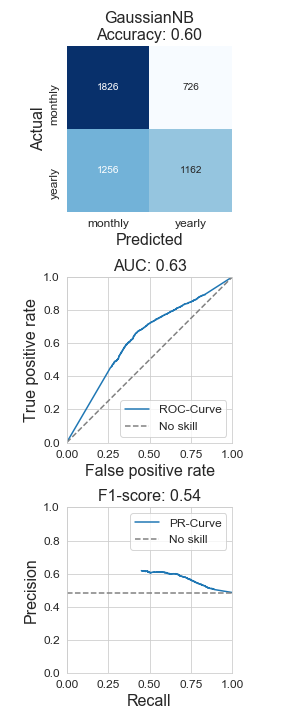 GaussianNB
Accuracy: 0.60
Actual
monthly
1826
726
yearly
1256
1162
monthly
yearly
Predicted
AUC: 0.63
True positive rate
1.0
0.8
0.6
0.4
0.2
0.0
ROC-Curve
No skill
0.00 0.25 0.50 0.75 1.00
False positive rate
F1-score: 0.54
Precision
1.0
0.8
0.6
0.4
0.2
0.0
PR-Curve
No skill
0.00 0.25 0.50 0.75 1.00
Recall